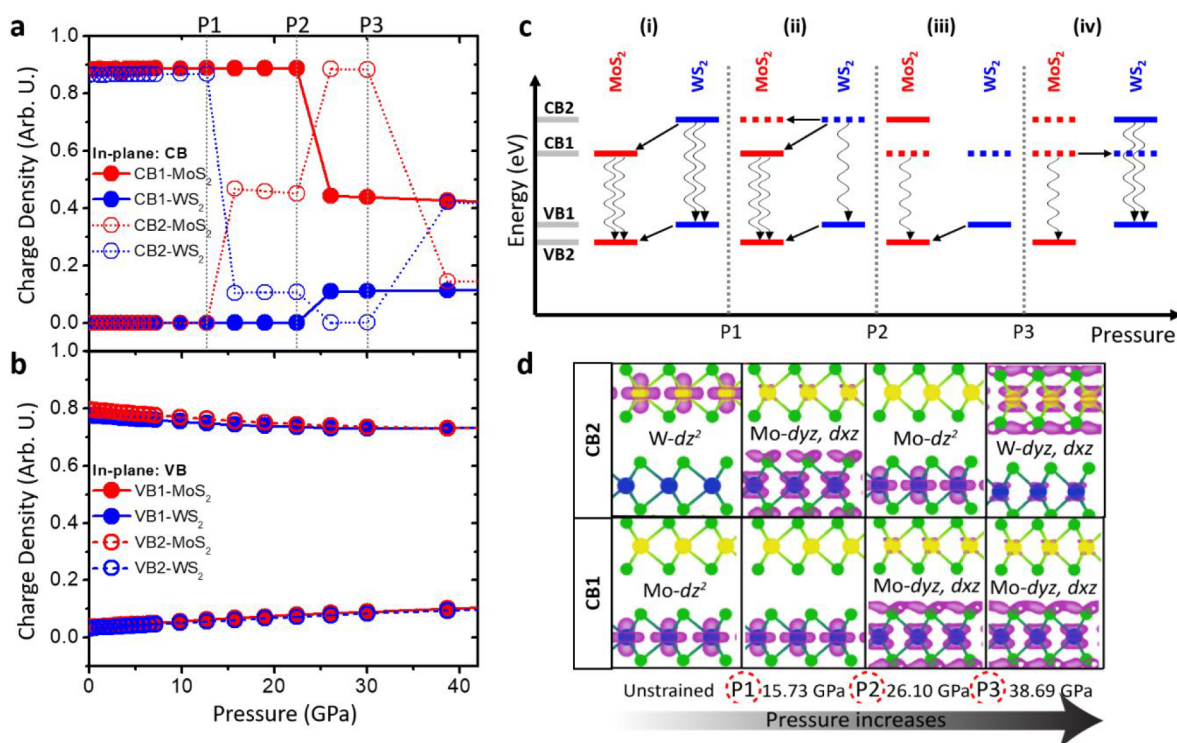 a
P1 P2 P3
1.0
0.8
0.6
0.4
0.2
0.0
Charge Density (Arb. U.)
In-plane: CB
CB1-MoS₂
CB1-WS₂
CB2-MoS₂
CB2-WS₂
b
1.0
0.8
0.6
0.4
0.2
0.0
Charge Density (Arb. U.)
In-plane: VB
VB1-MoS₂
VB1-WS₂
VB2-MoS₂
VB2-WS₂
0 10 20 30 40
Pressure (GPa)
c
(i) (ii) (iii) (iv)
MoS₂ WS₂ MoS₂ WS₂ MoS₂ WS₂ MoS₂ WS₂
Energy (eV)
CB2
CB1
VB1
VB2
P1 P2 P3 Pressure
d
CB2
W-dz²
Mo-dyz, dxz
Mo-dz²
W-dyz, dxz
CB1
Mo-dz²
Mo-dyz, dxz
Mo-dyz, dxz
Unstrained P1 15.73 GPa P2 26.10 GPa P3 38.69 GPa
Pressure increases